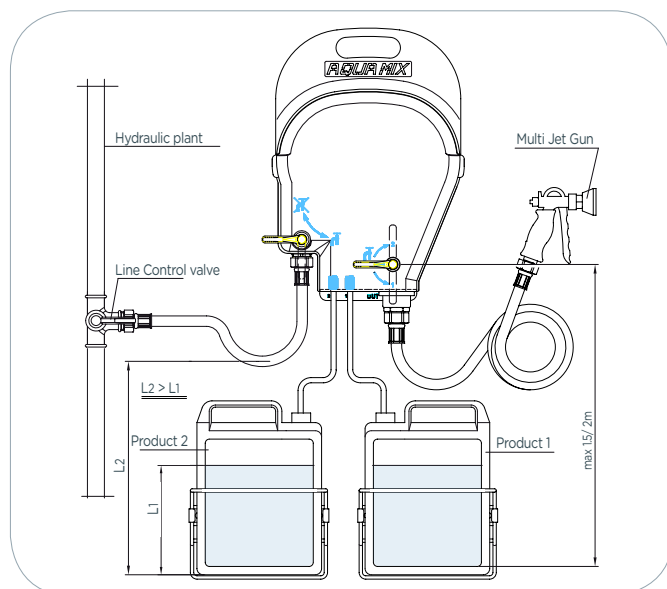 AQUA MIX
Hydraulic plant
Multi Jet Gun
Line Control valve
OUT
L2 > L1
Product 2
Product 1
L2
L1
max 1.5/ 2m